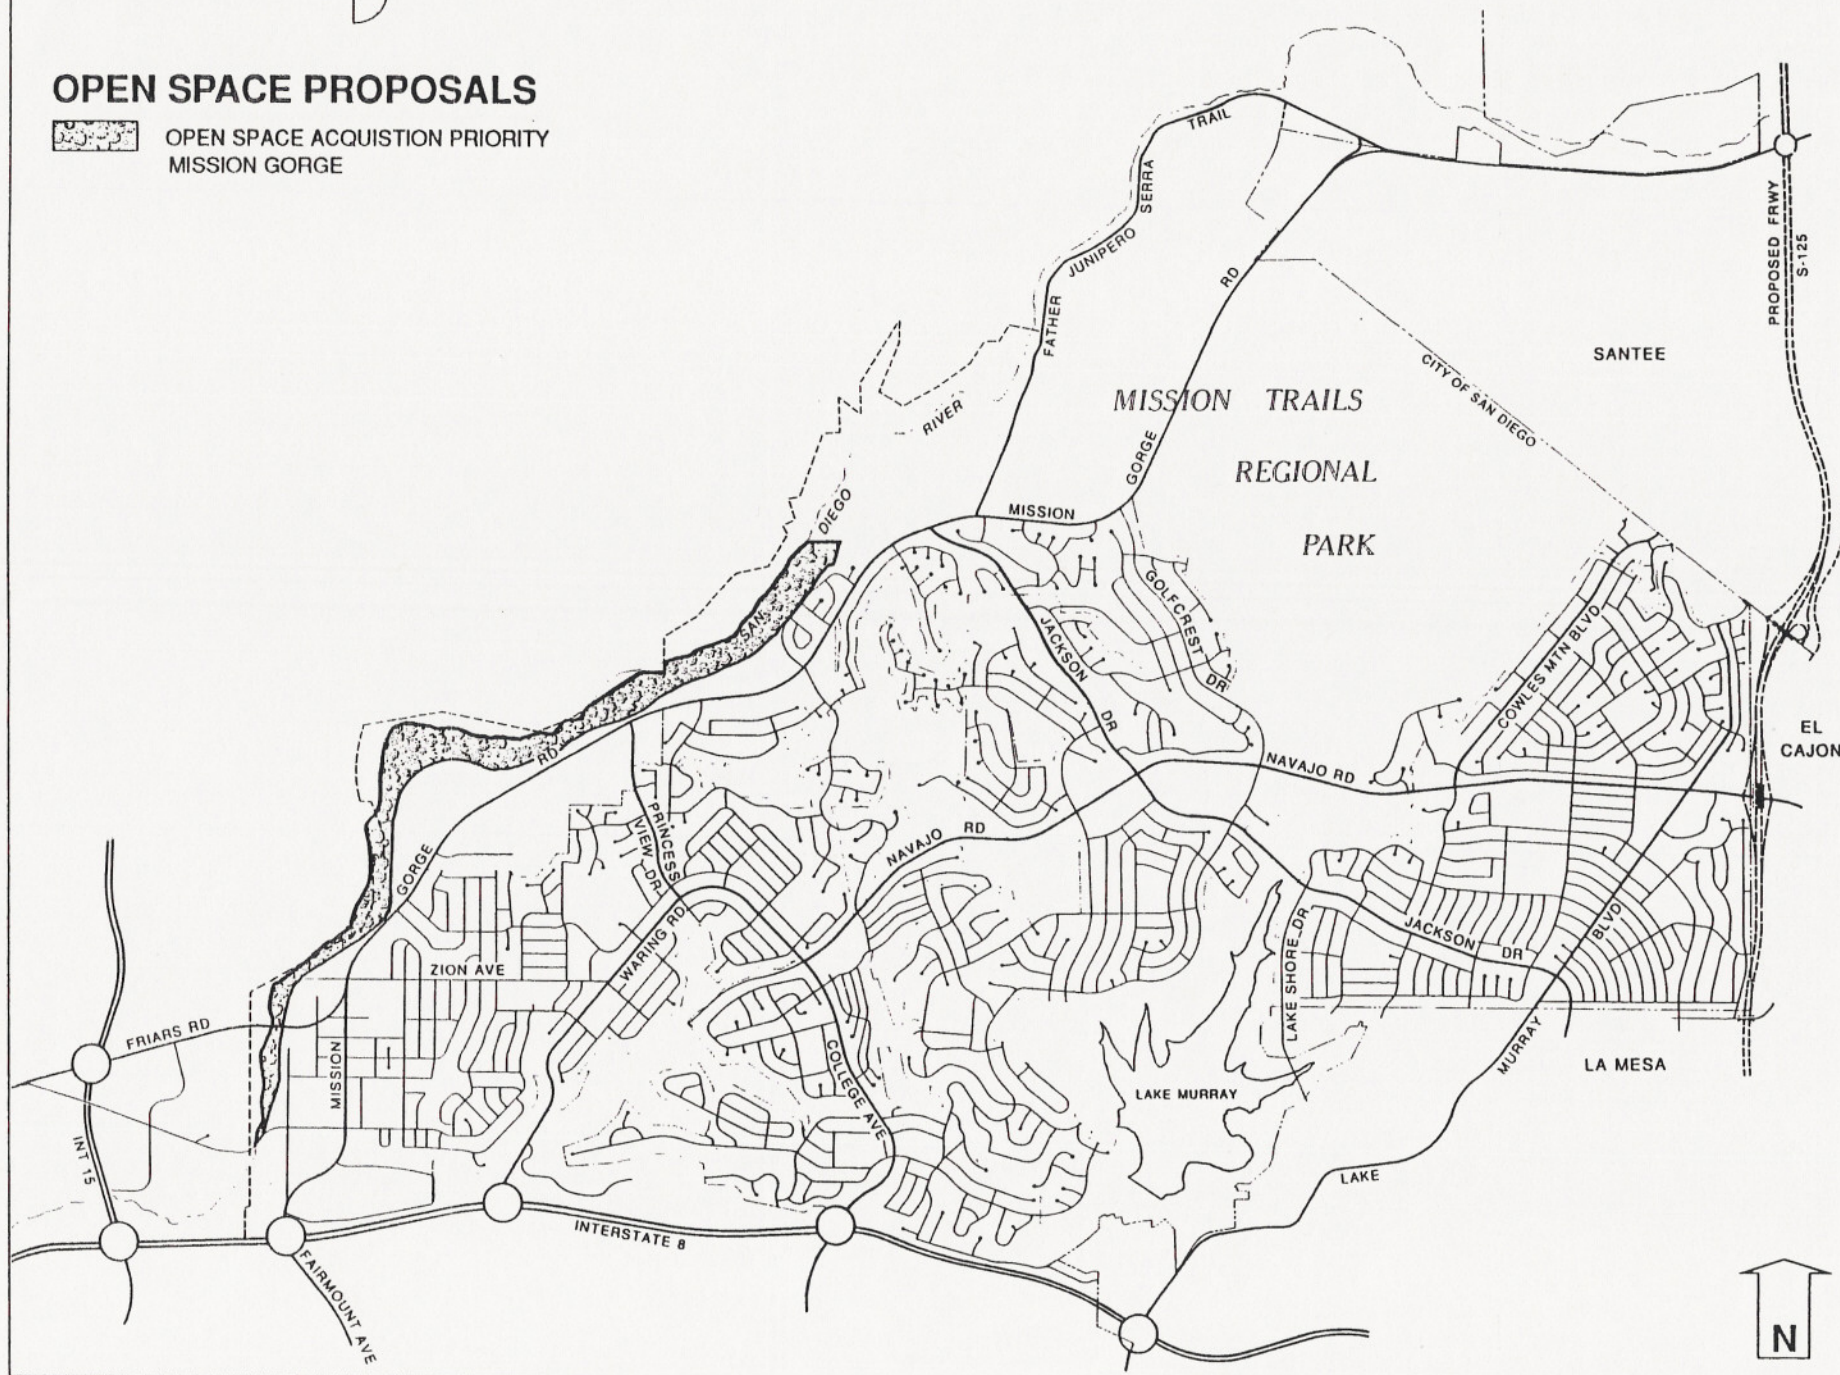 OPEN SPACE PROPOSALS
OPEN SPACE ACQUISTION PRIORITY
MISSION GORGE
TRAIL
SERRA
JUNIPERO
FATHER
RD
PROPOSED FRWY
S-125
SANTEE
CITY OF SAN DIEGO
MISSION TRAILS
REGIONAL
PARK
RIVER
GORGE
MISSION
DIEGO
SAN
GOLFCREST
DR
JACKSON
DR
COWLES MTN BLVD
EL
CAJON
NAVAJO RD
RD
PRINCESS
VIEW DR
NAVAJO RD
GORGE
WARING RD
ZION AVE
LAKE SHORE DR
JACKSON DR
BLVD
FRIARS RD
MISSION
COLLEGE AVE
LAKE MURRAY
MURRAY
LA MESA
INT 15
LAKE
INTERSTATE 8
FAIRMOUNT AVE
N